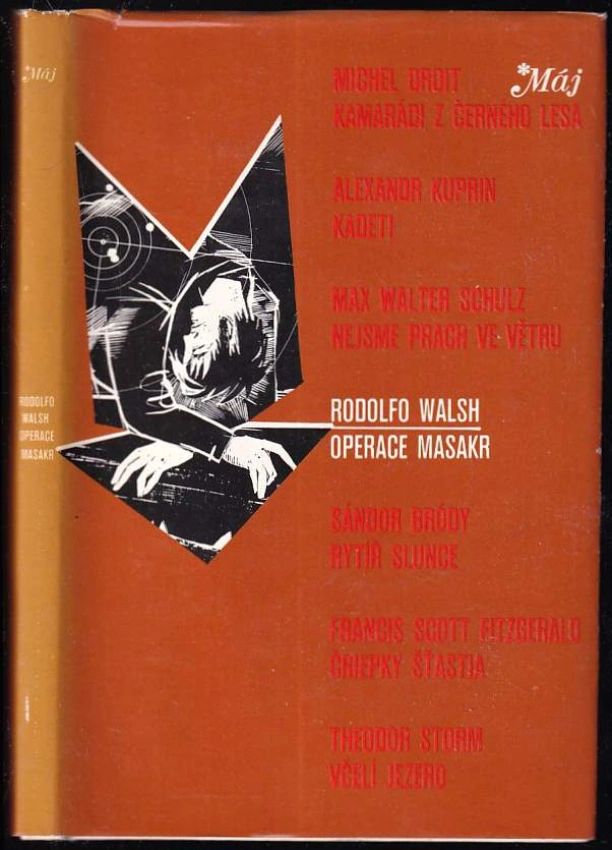 *Máj
RODOLFO
WALSH
OPERACE
MASAKR
*Máj
MICHEL DROIT
KAMARÁDI Z ČERNÉHO LESA
ALEXANDR KUPRIN
KADETI
MAX WALTER SCHULZ
NEJSME PRACH VE VĚTRU
RODOLFO WALSH
OPERACE MASAKR
SÁNDOR BRÓDY
RYTÍŘ SLUNCE
FRANCIS SCOTT FITZGERALD
ČRIEPKY ŠŤASTIA
THEODOR STORM
VČELÍ JEZERO